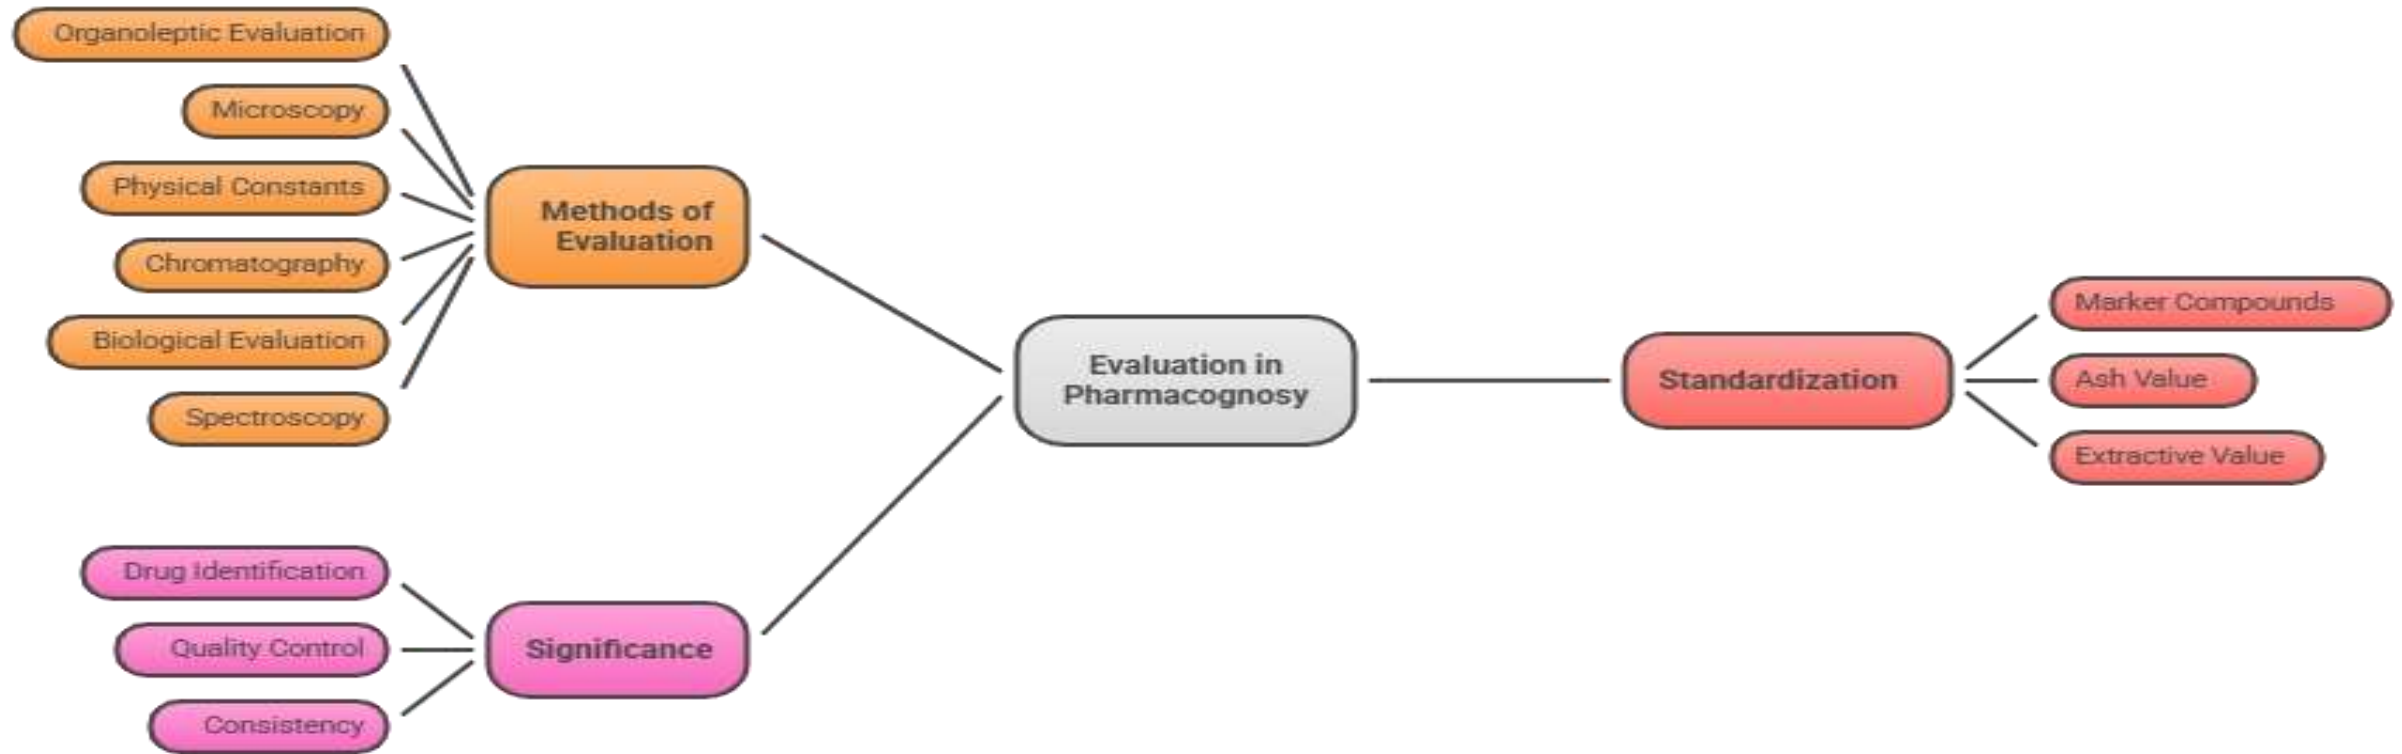 Organoleptic Evaluation
Microscopy
Physical Constants
Chromatography
Biological Evaluation
Spectroscopy
Methods of
Evaluation
Drug Identification
Quality Control
Consistency
Significance
Evaluation in
Pharmacognosy
Standardization
Marker Compounds
Ash Value
Extractive Value